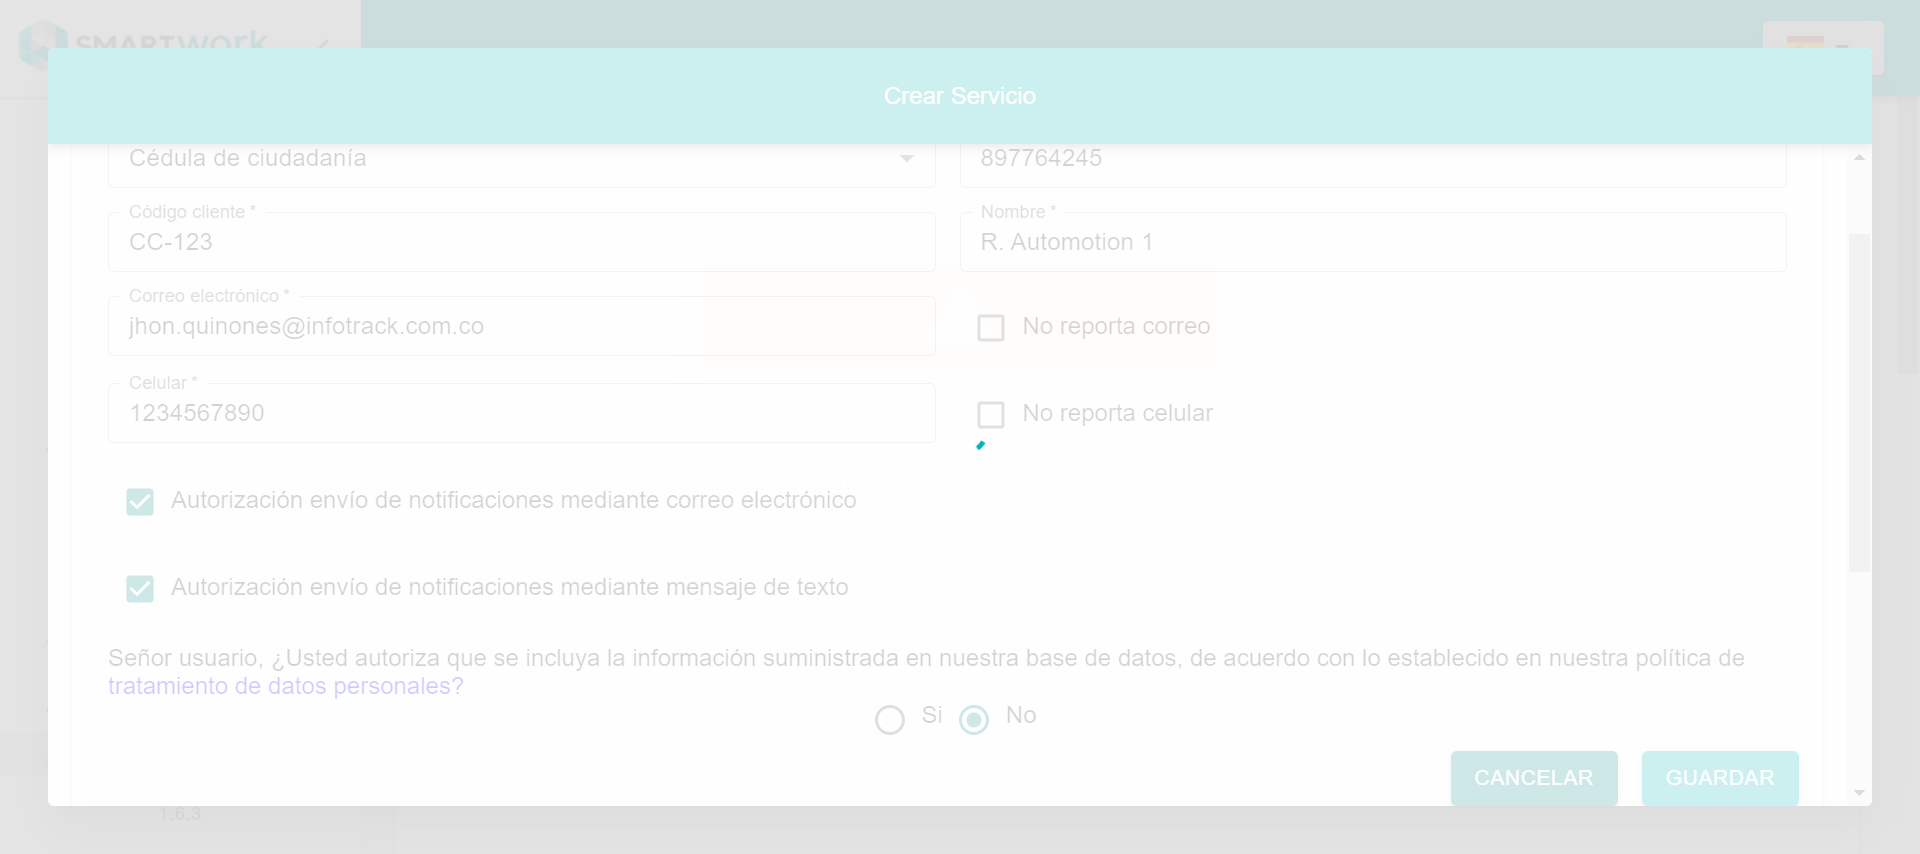 SMARTwork
Crear Servicio
Cédula de ciudadanía
897764245
Código cliente *
CC-123
Nombre *
R. Automotion 1
Correo electrónico *
jhon.quinones@infotrack.com.co
No reporta correo
Celular *
1234567890
No reporta celular
Autorización envío de notificaciones mediante correo electrónico
Autorización envío de notificaciones mediante mensaje de texto
Señor usuario, ¿Usted autoriza que se incluya la información suministrada en nuestra base de datos, de acuerdo con lo establecido en nuestra política de
tratamiento de datos personales?
Si
No
CANCELAR
GUARDAR
1.6.3